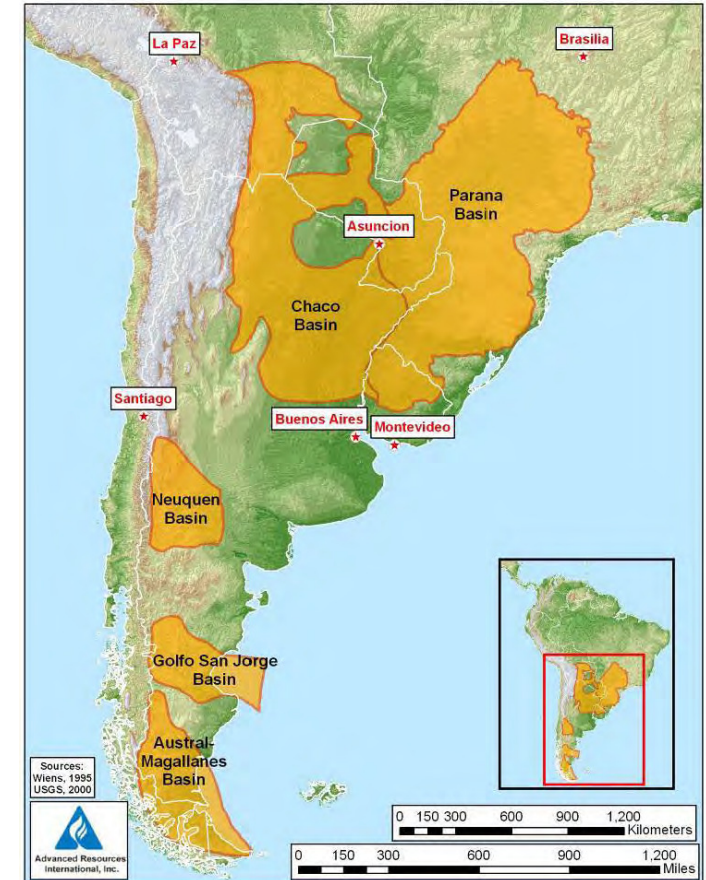 La Paz
Brasilia
Parana
Basin
Asuncion
Chaco
Basin
Santiago
Buenos Aires
Montevideo
Neuquen
Basin
Golfo San Jorge
Basin
Austral-
Magallanes
Basin
Sources:
Wiens, 1995
USGS, 2000
Advanced Resources
International, Inc.
0 150 300 600 900 1,200
Kilometers
0 150 300 600 900 1,200
Miles